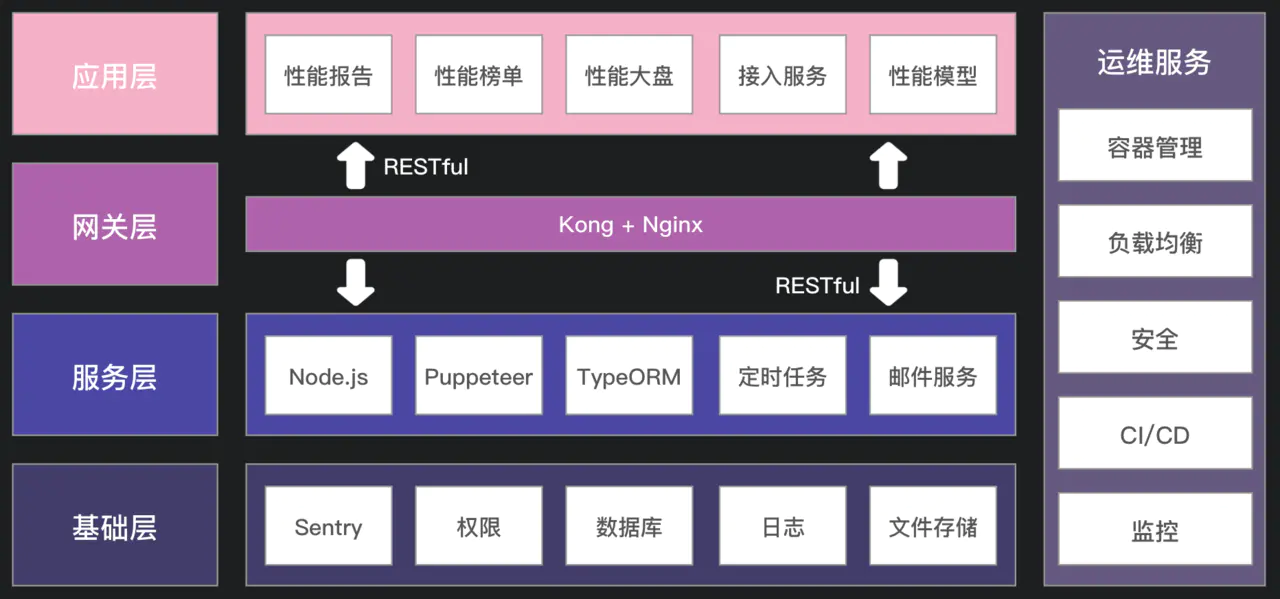 应用层
性能报告
性能榜单
性能大盘
接入服务
性能模型
RESTful
网关层
Kong + Nginx
RESTful
服务层
Node.js
Puppeteer
TypeORM
定时任务
邮件服务
基础层
Sentry
权限
数据库
日志
文件存储
运维服务
容器管理
负载均衡
安全
CI/CD
监控